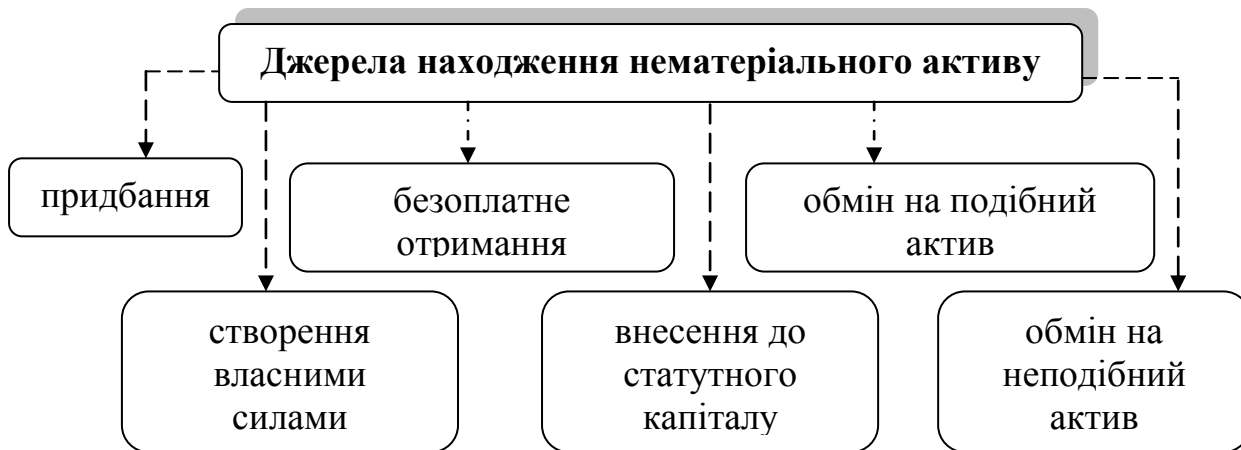 Джерела находження нематеріального активу
придбання
безоплатне
отримання
обмін на подібний
актив
створення
власними
силами
внесення до
статутного
капіталу
обмін на
неподібний
актив